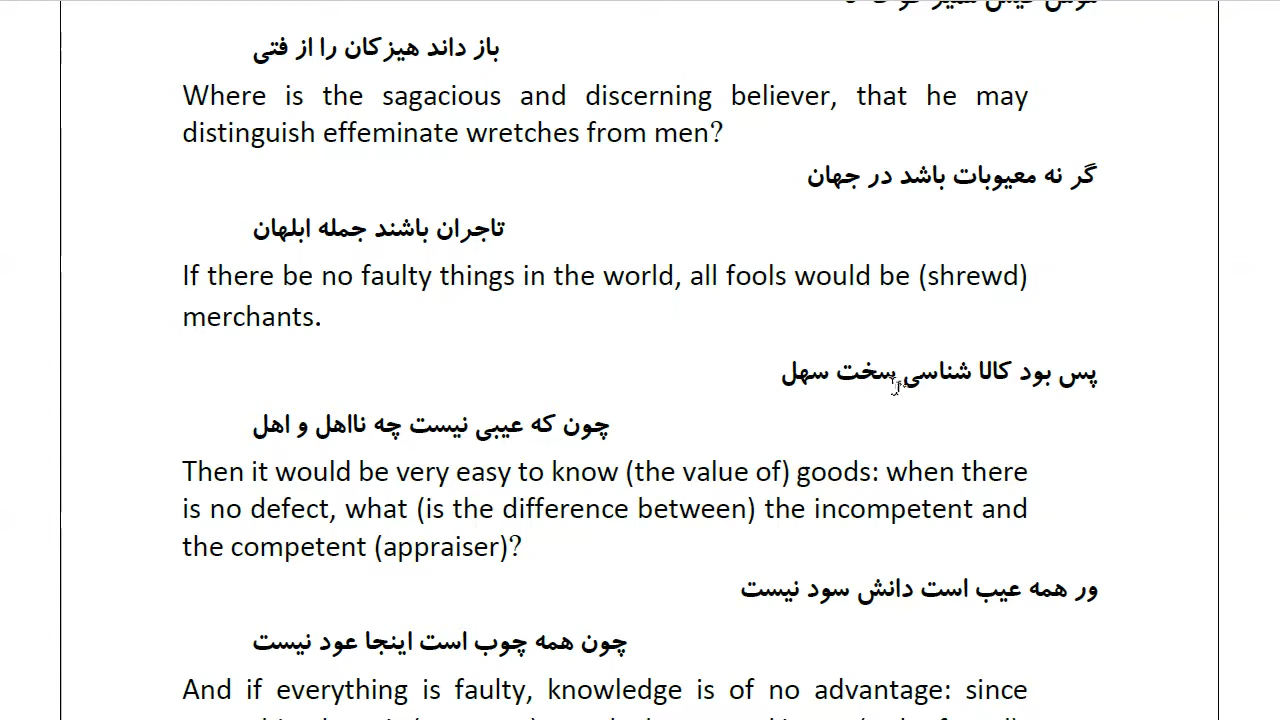 باز داند هیزکان را از فتی
Where is the sagacious and discerning believer, that he may
distinguish effeminate wretches from men?
گر نه معیوبات باشد در جهان
تاجران باشند جمله ابلهان
If there be no faulty things in the world, all fools would be (shrewd)
merchants.
پس بود کالا شناسی سخت سهل
چون که عیبی نیست چه نااهل و اهل
Then it would be very easy to know (the value of) goods: when there
is no defect, what (is the difference between) the incompetent and
the competent (appraiser)?
ور همه عیب است دانش سود نیست
چون همه چوب است اینجا عود نیست
And if everything is faulty, knowledge is of no advantage: since